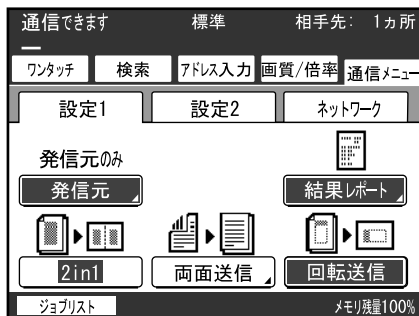 通信できます 標準 相手先: 1ヵ所
ワンタッチ 検索 アドレス入力 画質/倍率 通信メニュー
設定1 設定2 ネットワーク
発信元のみ
発信元 結果レポート
2in1 両面送信 回転送信
ジョブリスト メモリ残量100%